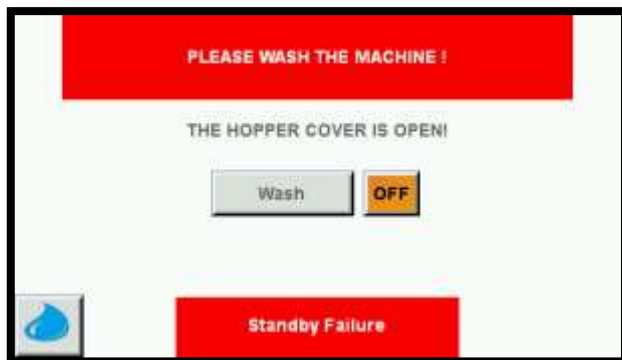 PLEASE WASH THE MACHINE !
THE HOPPER COVER IS OPEN!
Wash OFF
Standby Failure